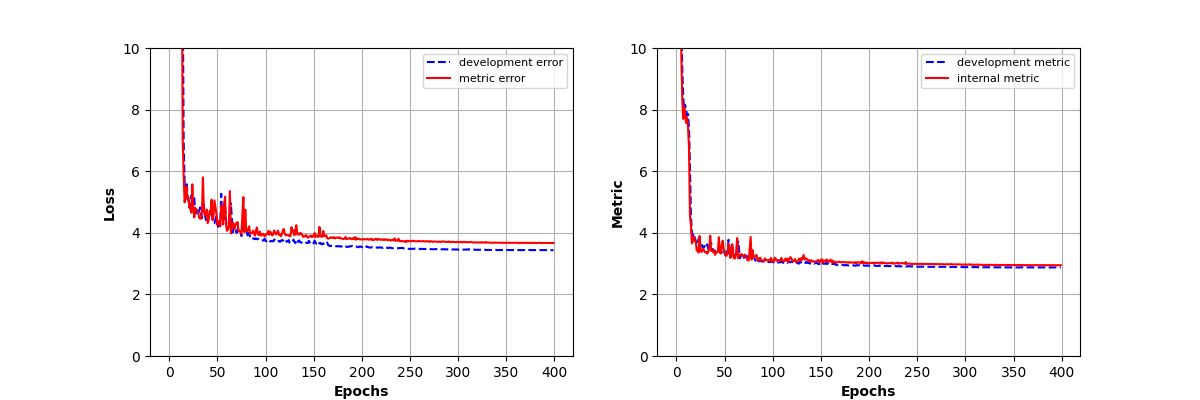 10
8
6
4
2
0
Loss
development error
metric error
0 50 100 150 200 250 300 350 400
Epochs
10
8
6
4
2
0
Metric
development metric
internal metric
0 50 100 150 200 250 300 350 400
Epochs